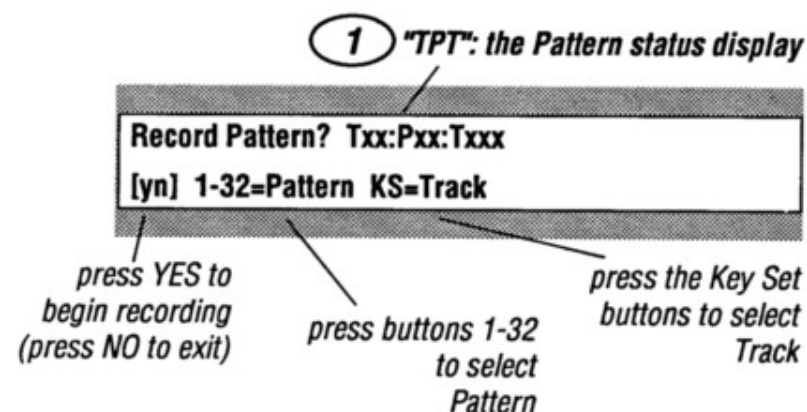 1 "TPT": the Pattern status display
Record Pattern? Txx:Pxx:Txxx
[yn] 1-32=Pattern KS=Track
press YES to
begin recording
(press NO to exit)
press buttons 1-32
to select
Pattern
press the Key Set
buttons to select
Track